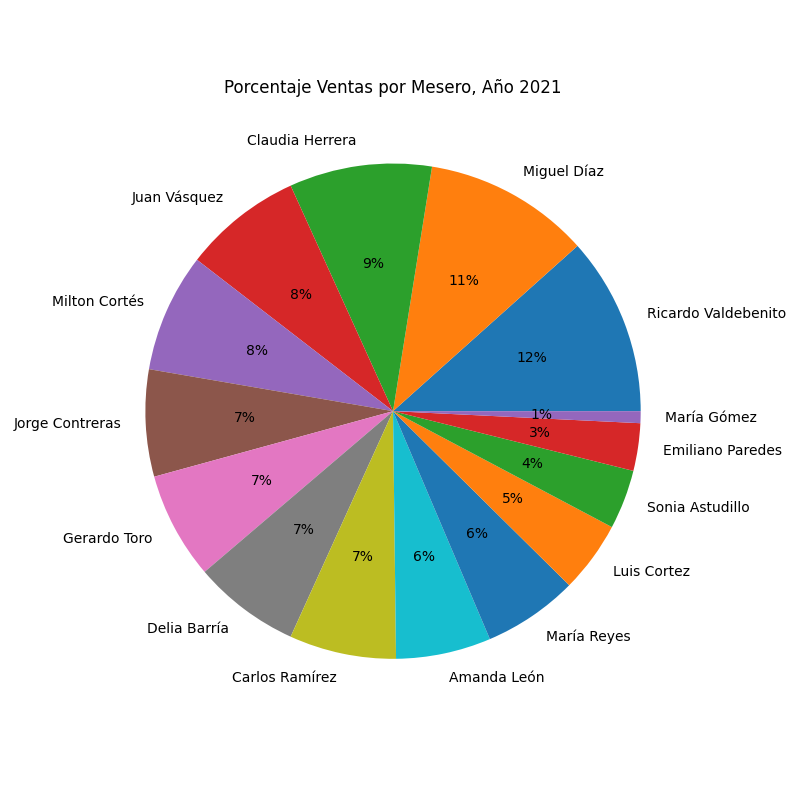 Porcentaje Ventas por Mesero, Año 2021
Claudia Herrera
Miguel Díaz
Juan Vásquez
9%
11%
8%
Milton Cortés
Ricardo Valdebenito
8%
12%
Jorge Contreras
7%
1%
María Gómez
3%
Emiliano Paredes
4%
7%
5%
Sonia Astudillo
Gerardo Toro
7%
6%
7%
6%
Luis Cortez
Delia Barría
María Reyes
Carlos Ramírez
Amanda León